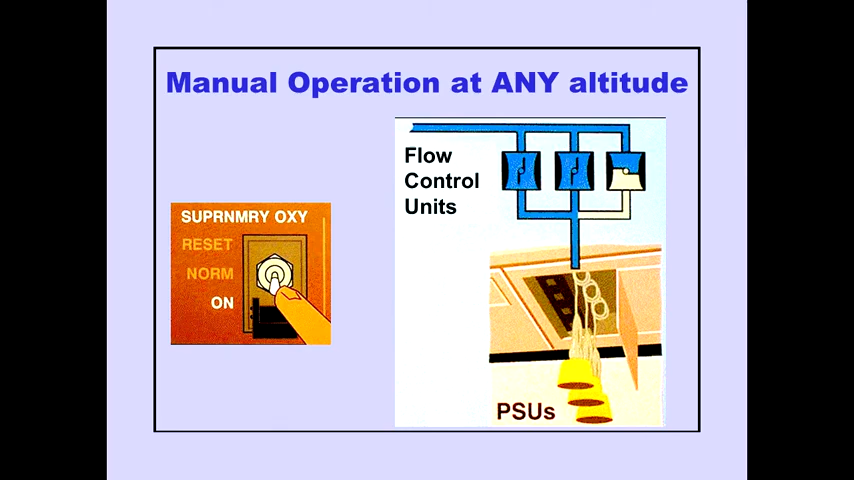 Manual Operation at ANY altitude
Flow
Control
Units
SUPRNMRY OXY
RESET
NORM
ON
PSUs